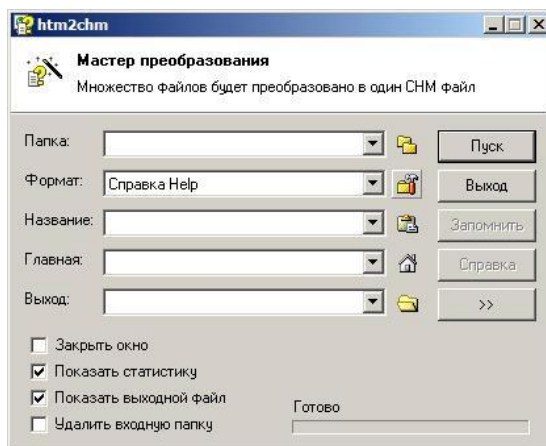 htm2chm
Мастер преобразования
Множество файлов будет преобразовано в один CHM файл
Папка:
Пуск
Формат: Справка Help
Выход
Название:
Запомнить
Главная:
Справка
Выход:
>>
Закрыть окно
Показать статистику
Показать выходной файл
Удалить входную папку
Готово